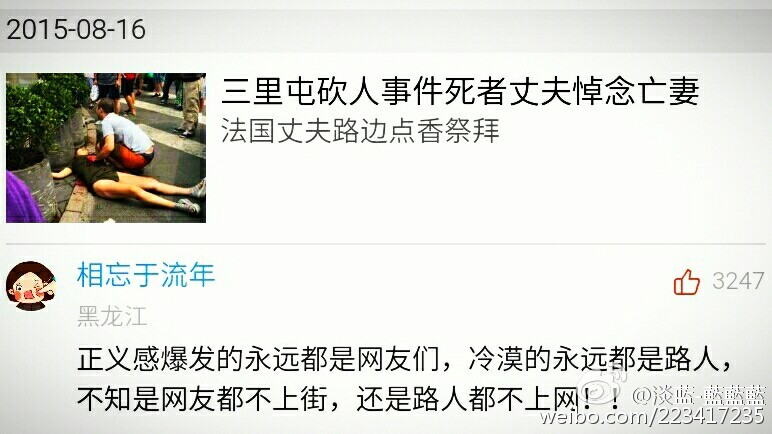 2015-08-16
三里屯砍人事件死者丈夫悼念亡妻
法国丈夫路边点香祭拜
相忘于流年
3247
黑龙江
正义感爆发的永远都是网友们，冷漠的永远都是路人，
不知是网友都不上街，还是路人都不上网！！
@淡蓝-藍藍藍
weibo.com/223417235